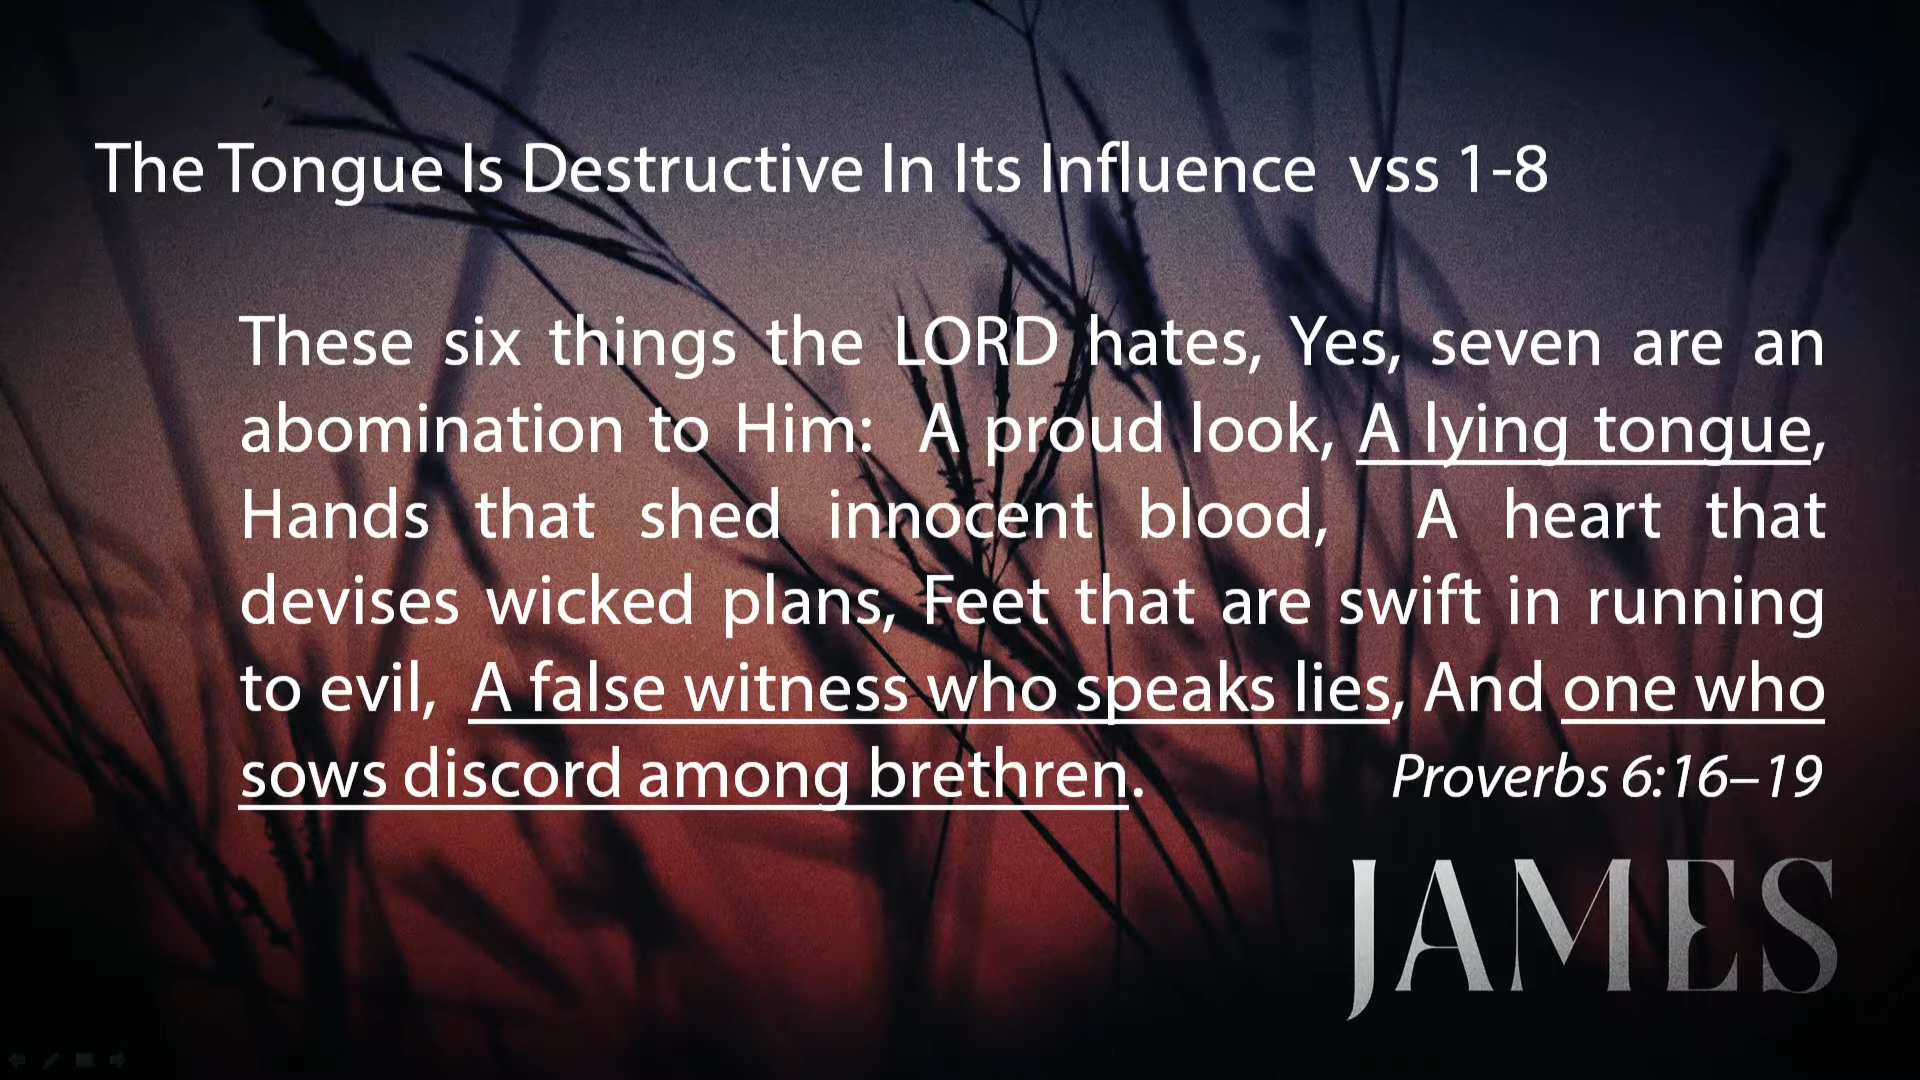 The Tongue Is Destructive In Its Influence vss 1-8
These six things the LORD hates, Yes, seven are an
abomination to Him: A proud look, A lying tongue,
Hands that shed innocent blood, A heart that
devises wicked plans, Feet that are swift in running
to evil, A false witness who speaks lies, And one who
sows discord among brethren. Proverbs 6:16–19
JAMES